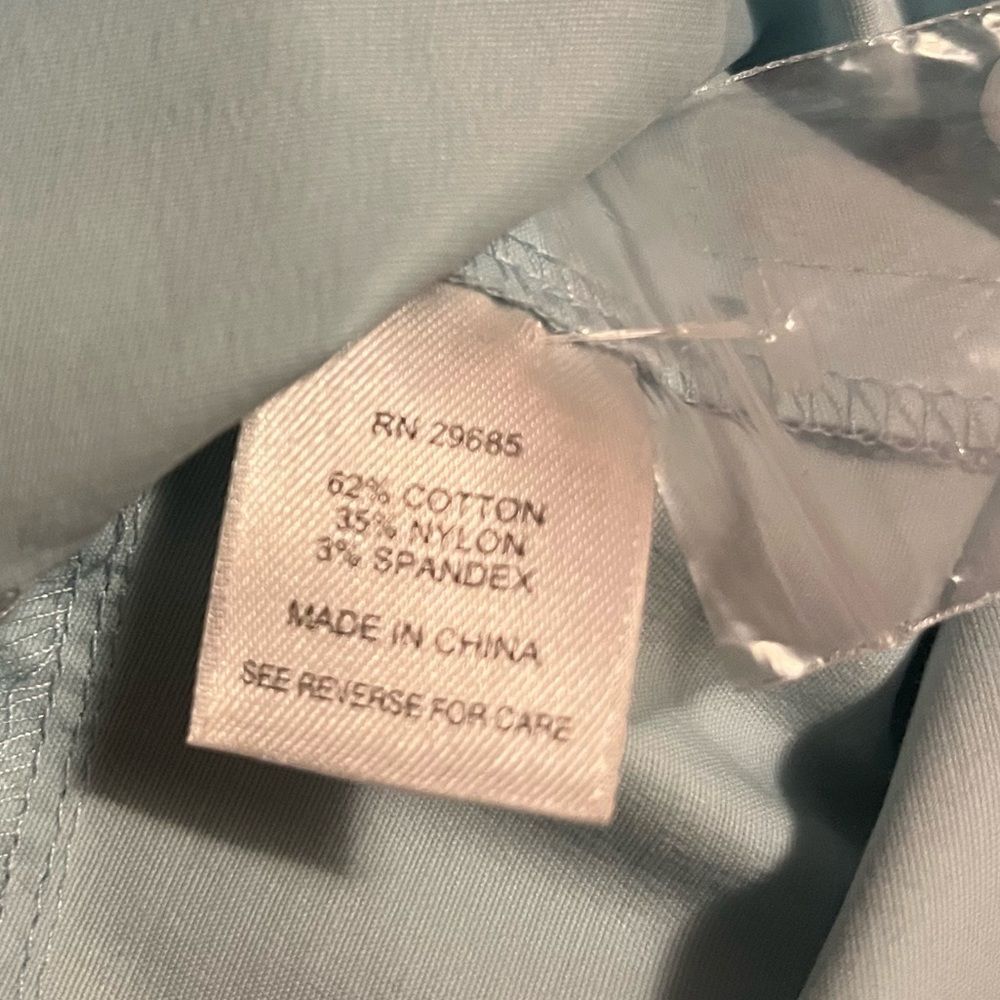 RN 29685
62% COTTON
35% NYLON
3% SPANDEX
MADE IN CHINA
SEE REVERSE FOR CARE